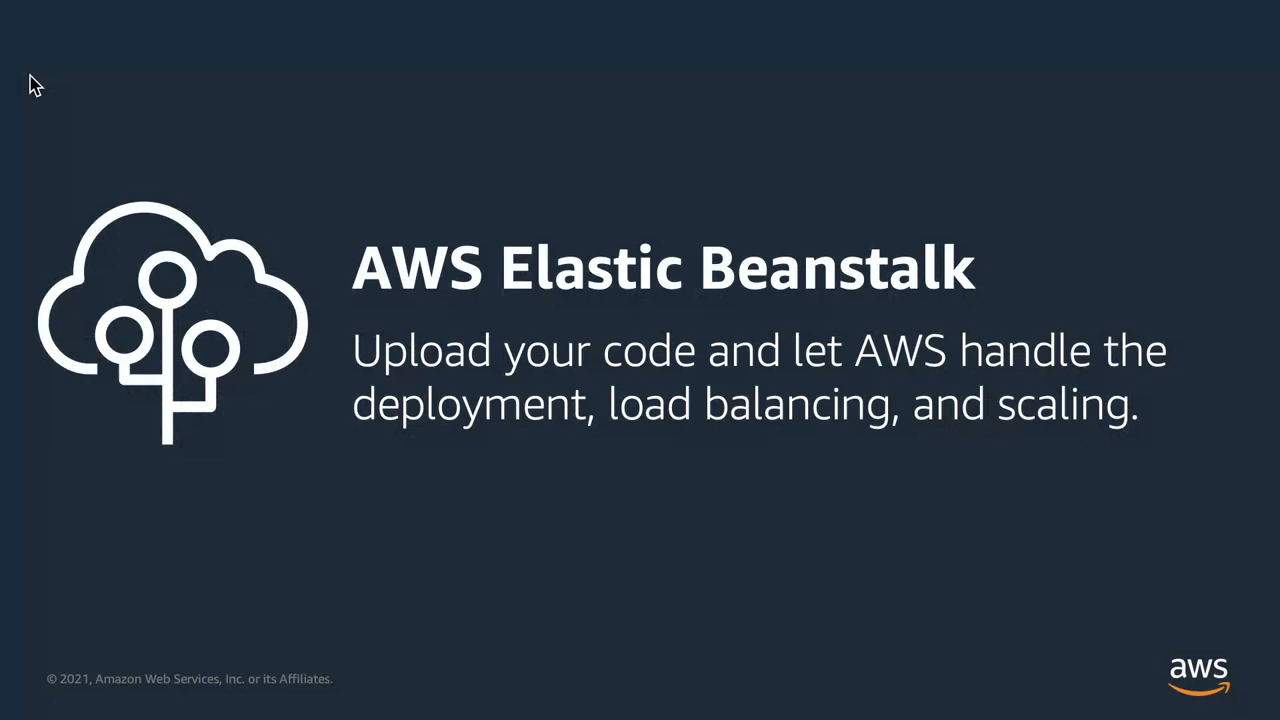 AWS Elastic Beanstalk
Upload your code and let AWS handle the
deployment, load balancing, and scaling.
© 2021, Amazon Web Services, Inc. or its Affiliates.
aws